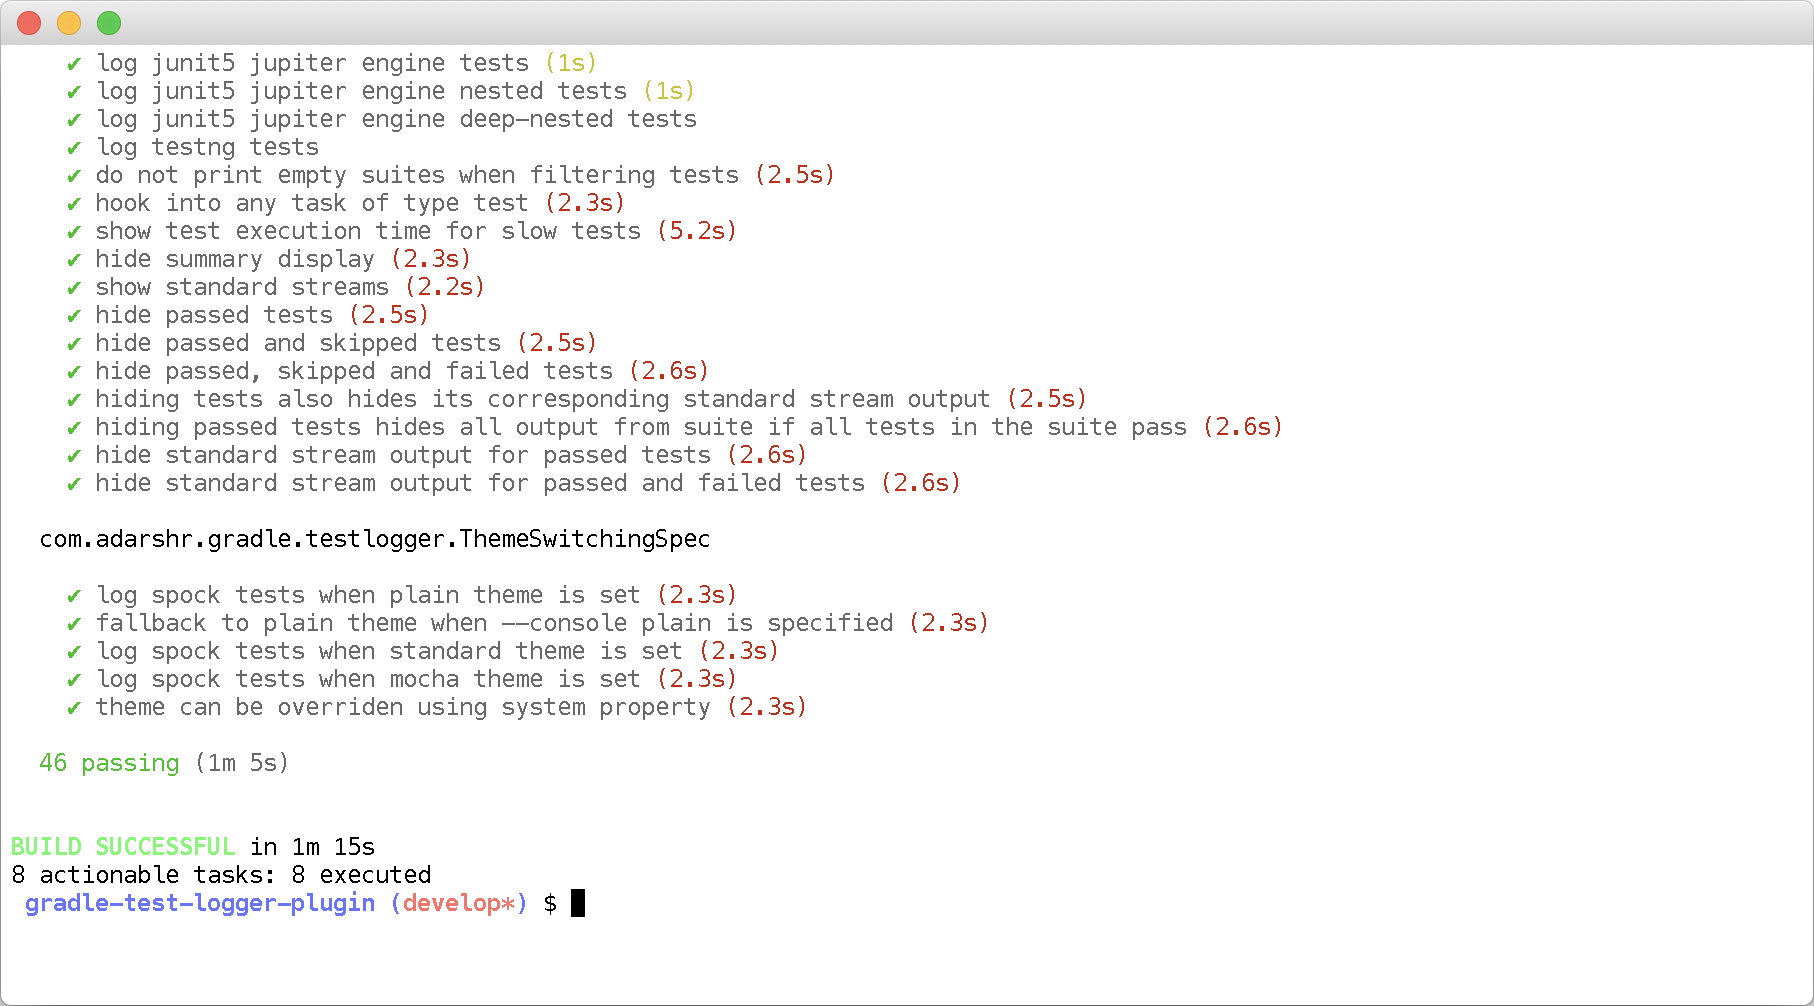 ✔ log junit5 jupiter engine tests (1s)
✔ log junit5 jupiter engine nested tests (1s)
✔ log junit5 jupiter engine deep-nested tests
✔ log testng tests
✔ do not print empty suites when filtering tests (2.5s)
✔ hook into any task of type test (2.3s)
✔ show test execution time for slow tests (5.2s)
✔ hide summary display (2.3s)
✔ show standard streams (2.2s)
✔ hide passed tests (2.5s)
✔ hide passed and skipped tests (2.5s)
✔ hide passed, skipped and failed tests (2.6s)
✔ hiding tests also hides its corresponding standard stream output (2.5s)
✔ hiding passed tests hides all output from suite if all tests in the suite pass (2.6s)
✔ hide standard stream output for passed tests (2.6s)
✔ hide standard stream output for passed and failed tests (2.6s)
com.adarshr.gradle.testlogger.ThemeSwitchingSpec
✔ log spock tests when plain theme is set (2.3s)
✔ fallback to plain theme when --console plain is specified (2.3s)
✔ log spock tests when standard theme is set (2.3s)
✔ log spock tests when mocha theme is set (2.3s)
✔ theme can be overriden using system property (2.3s)
46 passing (1m 5s)
BUILD SUCCESSFUL in 1m 15s
8 actionable tasks: 8 executed
gradle-test-logger-plugin (develop*) $